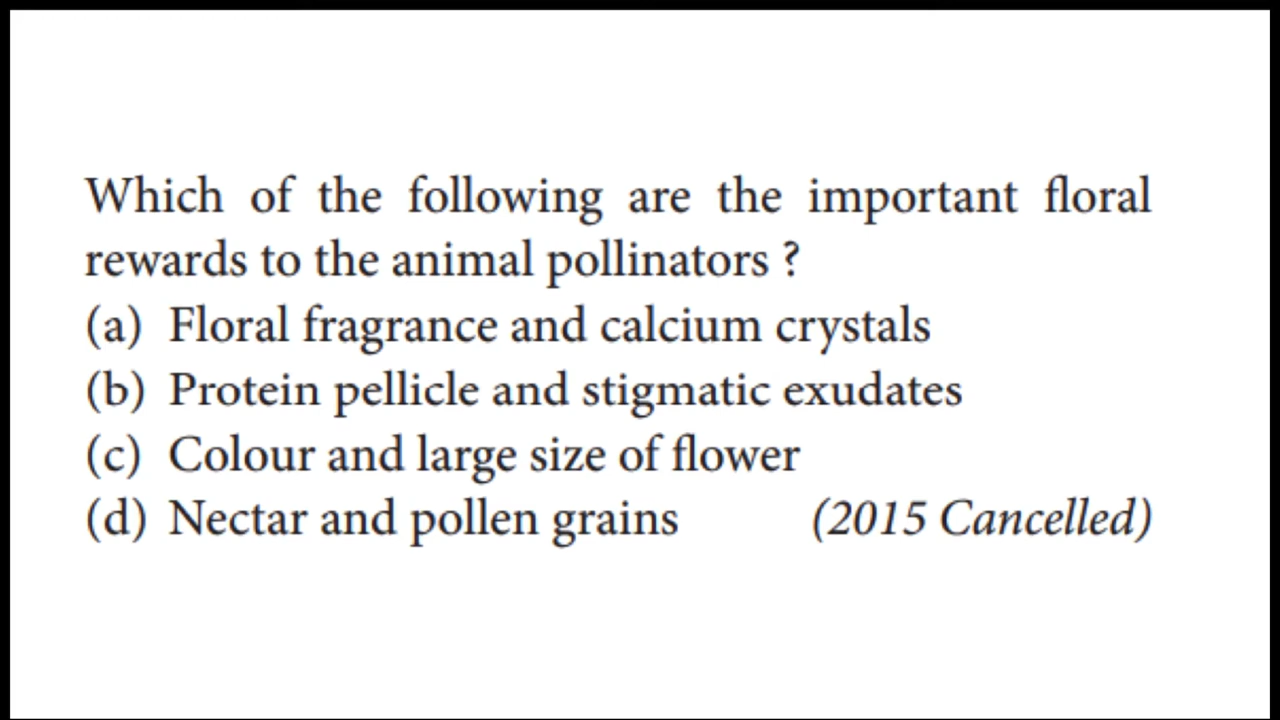 Which of the following are the important floral
rewards to the animal pollinators ?
(a) Floral fragrance and calcium crystals
(b) Protein pellicle and stigmatic exudates
(c) Colour and large size of flower
(d) Nectar and pollen grains (2015 Cancelled)